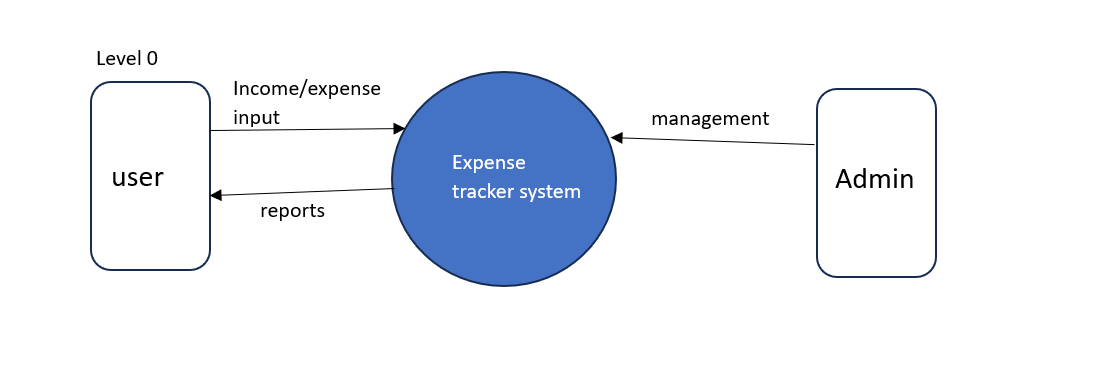 Level 0
Income/expense
input
management
user
Expense
tracker system
Admin
reports